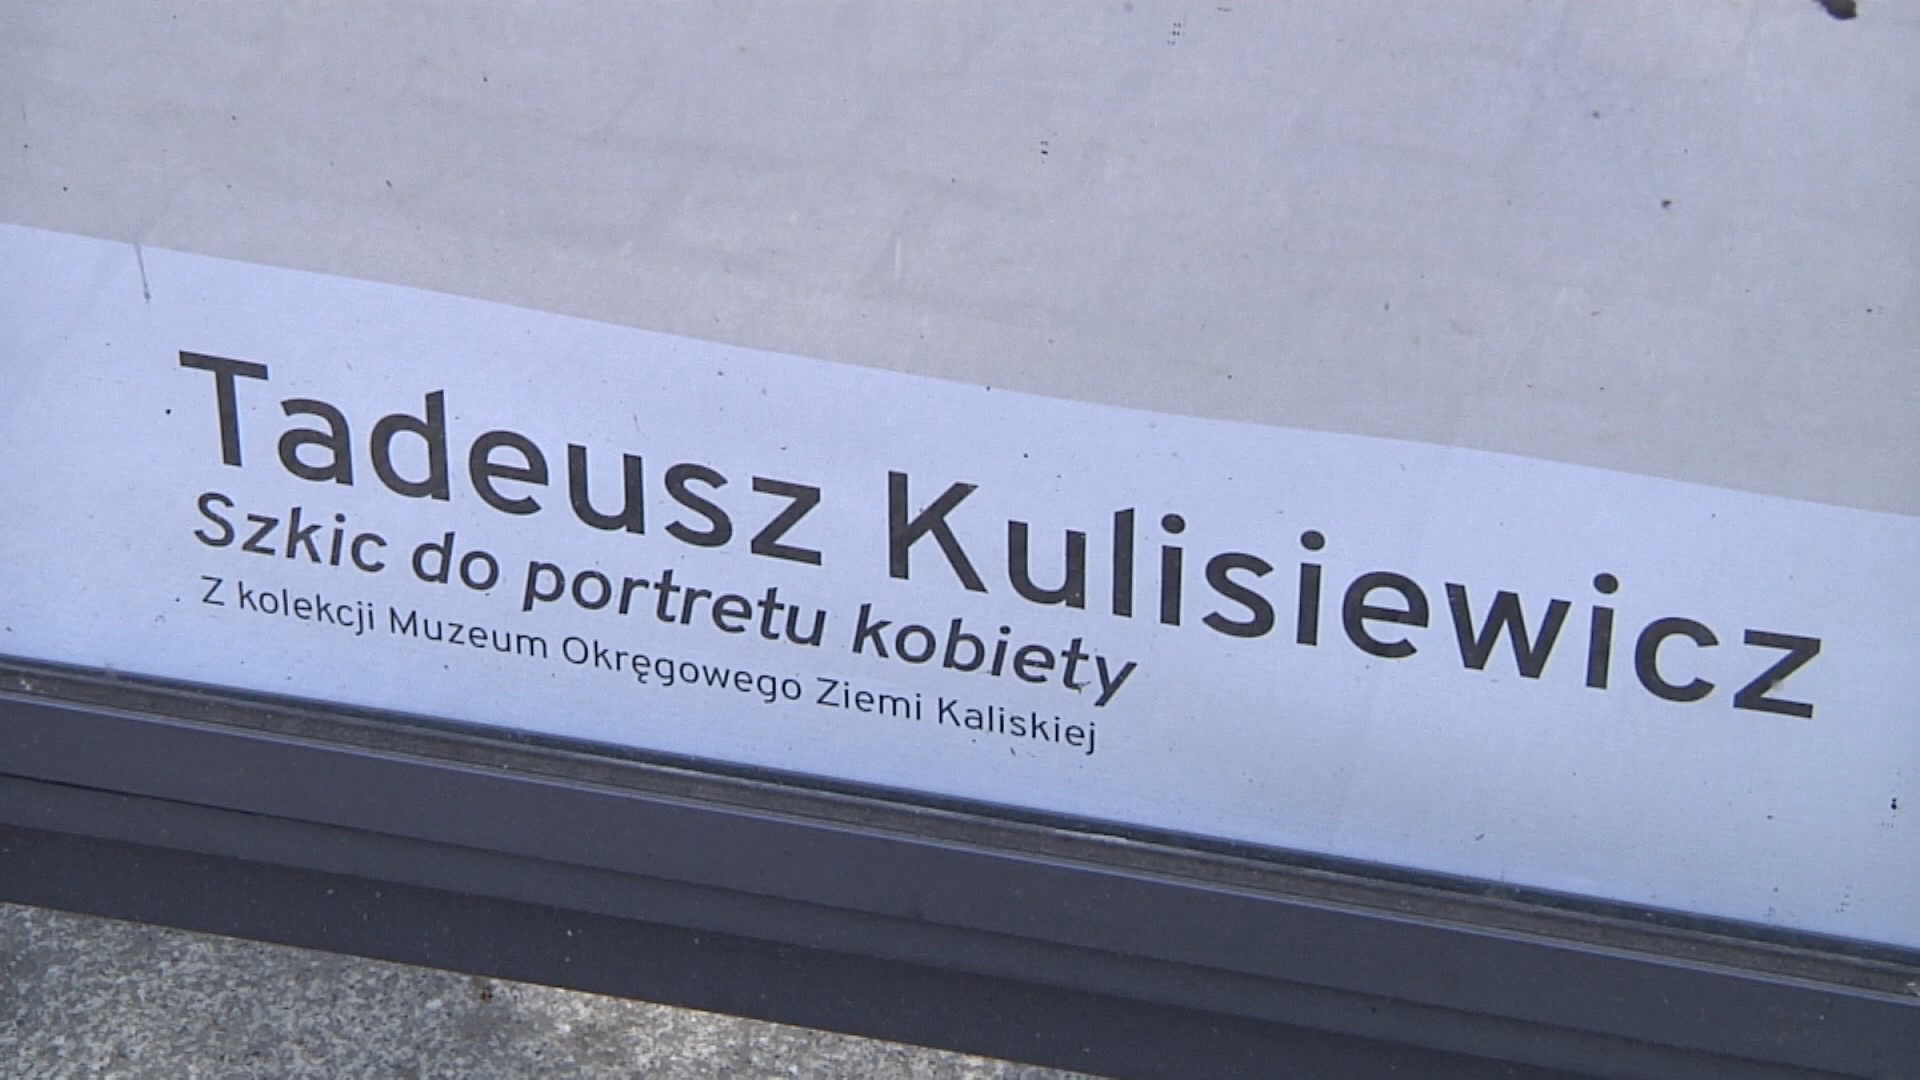 Tadeusz Kulisiewicz
Szkic do portretu kobiety
Z kolekcji Muzeum Okręgowego Ziemi Kaliskiej